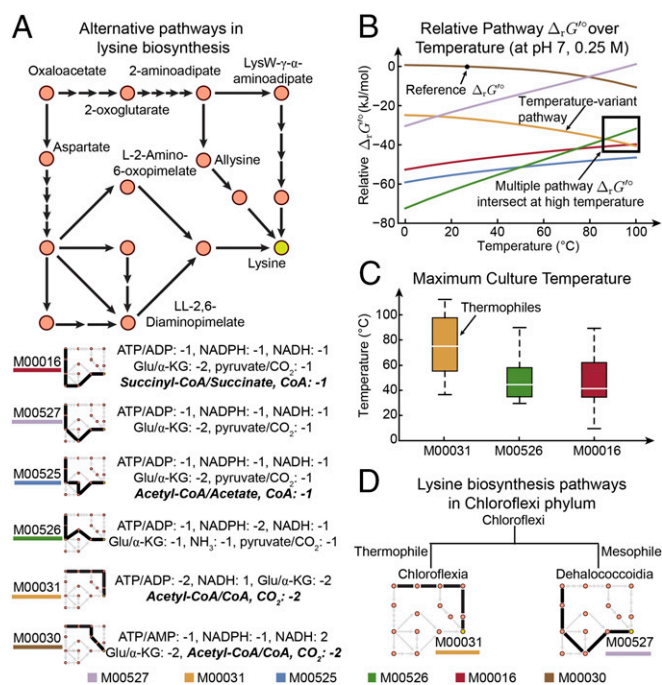 A
Alternative pathways in
lysine biosynthesis
Oxaloacetate
2-aminoadipate
LysW-γ-α-
aminoadipate
2-oxoglutarate
Aspartate
L-2-Amino-
6-oxopimelate
Allysine
Lysine
LL-2,6-
Diaminopimelate
M00016
ATP/ADP: -1, NADPH: -1, NADH: -1
Glu/α-KG: -2, pyruvate/CO₂: -1
Succinyl-CoA/Succinate, CoA: -1
M00527
ATP/ADP: -1, NADPH: -1, NADH: -1
Glu/α-KG: -2, pyruvate/CO₂: -1
M00525
ATP/ADP: -1, NADPH: -1, NADH: -1
Glu/α-KG: -2, pyruvate/CO₂: -1
Acetyl-CoA/Acetate, CoA: -1
M00526
ATP/ADP: -1, NADPH: -2, NADH: -1
Glu/α-KG: -1, NH₃: -1, pyruvate/CO₂: -1
M00031
ATP/ADP: -2, NADH: 1, Glu/α-KG: -2
Acetyl-CoA/CoA, CO₂: -2
M00030
ATP/AMP: -1, NADPH: -1, NADH: 2
Glu/α-KG: -2, Acetyl-CoA/CoA, CO₂: -2
B
Relative Pathway ΔᵣG′° over
Temperature (at pH 7, 0.25 M)
Relative ΔᵣG′° (kJ/mol)
0
−20
−40
−60
−80
Reference ΔᵣG′°
Temperature-variant
pathway
Multiple pathway ΔᵣG′°
intersect at high temperature
0 20 40 60 80 100
Temperature (°C)
C
Maximum Culture Temperature
Temperature (°C)
120
100
80
60
40
20
0
Thermophiles
M00031 M00526 M00016
D
Lysine biosynthesis pathways
in Chloroflexi phylum
Chloroflexi
Thermophile
Mesophile
Chloroflexia
Dehalococcoidia
M00031
M00527
M00527 M00031 M00525 M00526 M00016 M00030